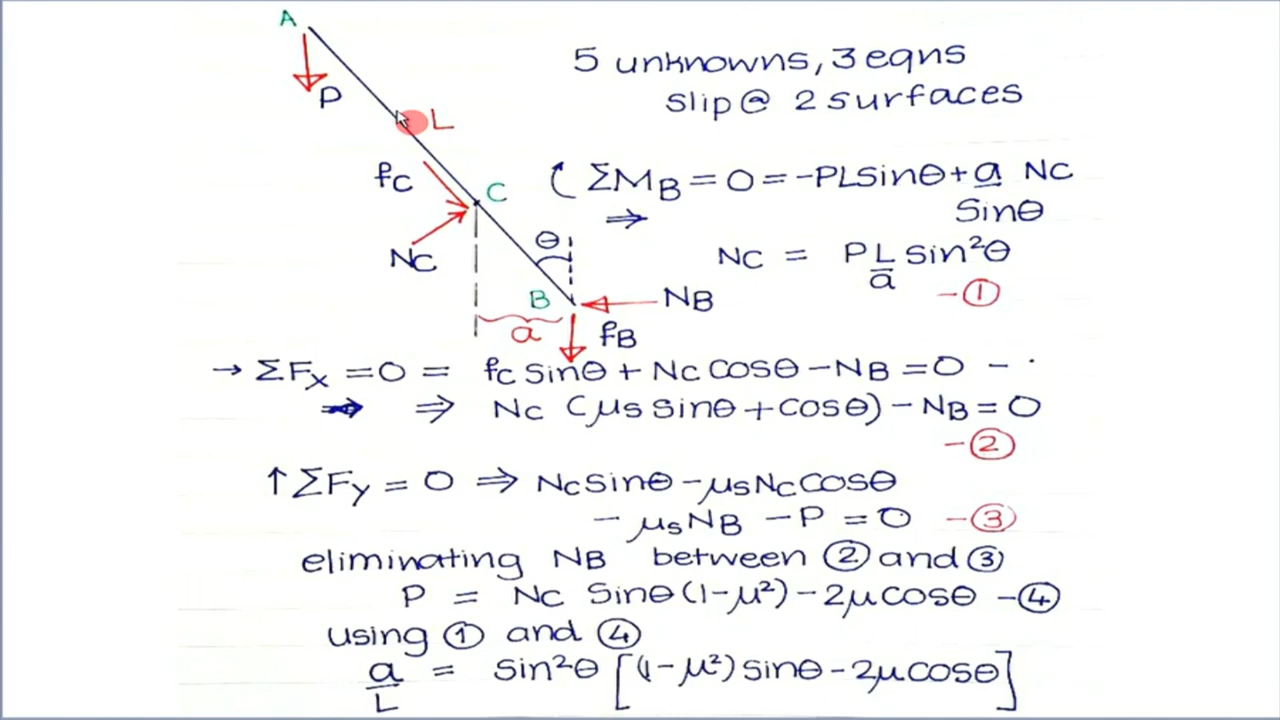 A
P
L
5 unknowns, 3 eqns
slip @ 2 surfaces
fc
C
Nc
θ
B
NB
a
fB
ΣMB = 0 = -PLsinθ + a Nc
sinθ
⇒
Nc = P L sin²θ
a
-①
→ ΣFx = 0 = fc sinθ + Nc cosθ - NB = 0 -
⇒ Nc (μs sinθ + cosθ) - NB = 0
-②
↑ΣFy = 0 ⇒ Nc sinθ - μs Nc cosθ
- μs NB - P = 0 -③
eliminating NB between ② and ③
P = Nc sinθ (1-μ²) - 2μ cosθ -④
using ① and ④
a/L = sin²θ [(1-μ²) sinθ - 2μ cosθ]